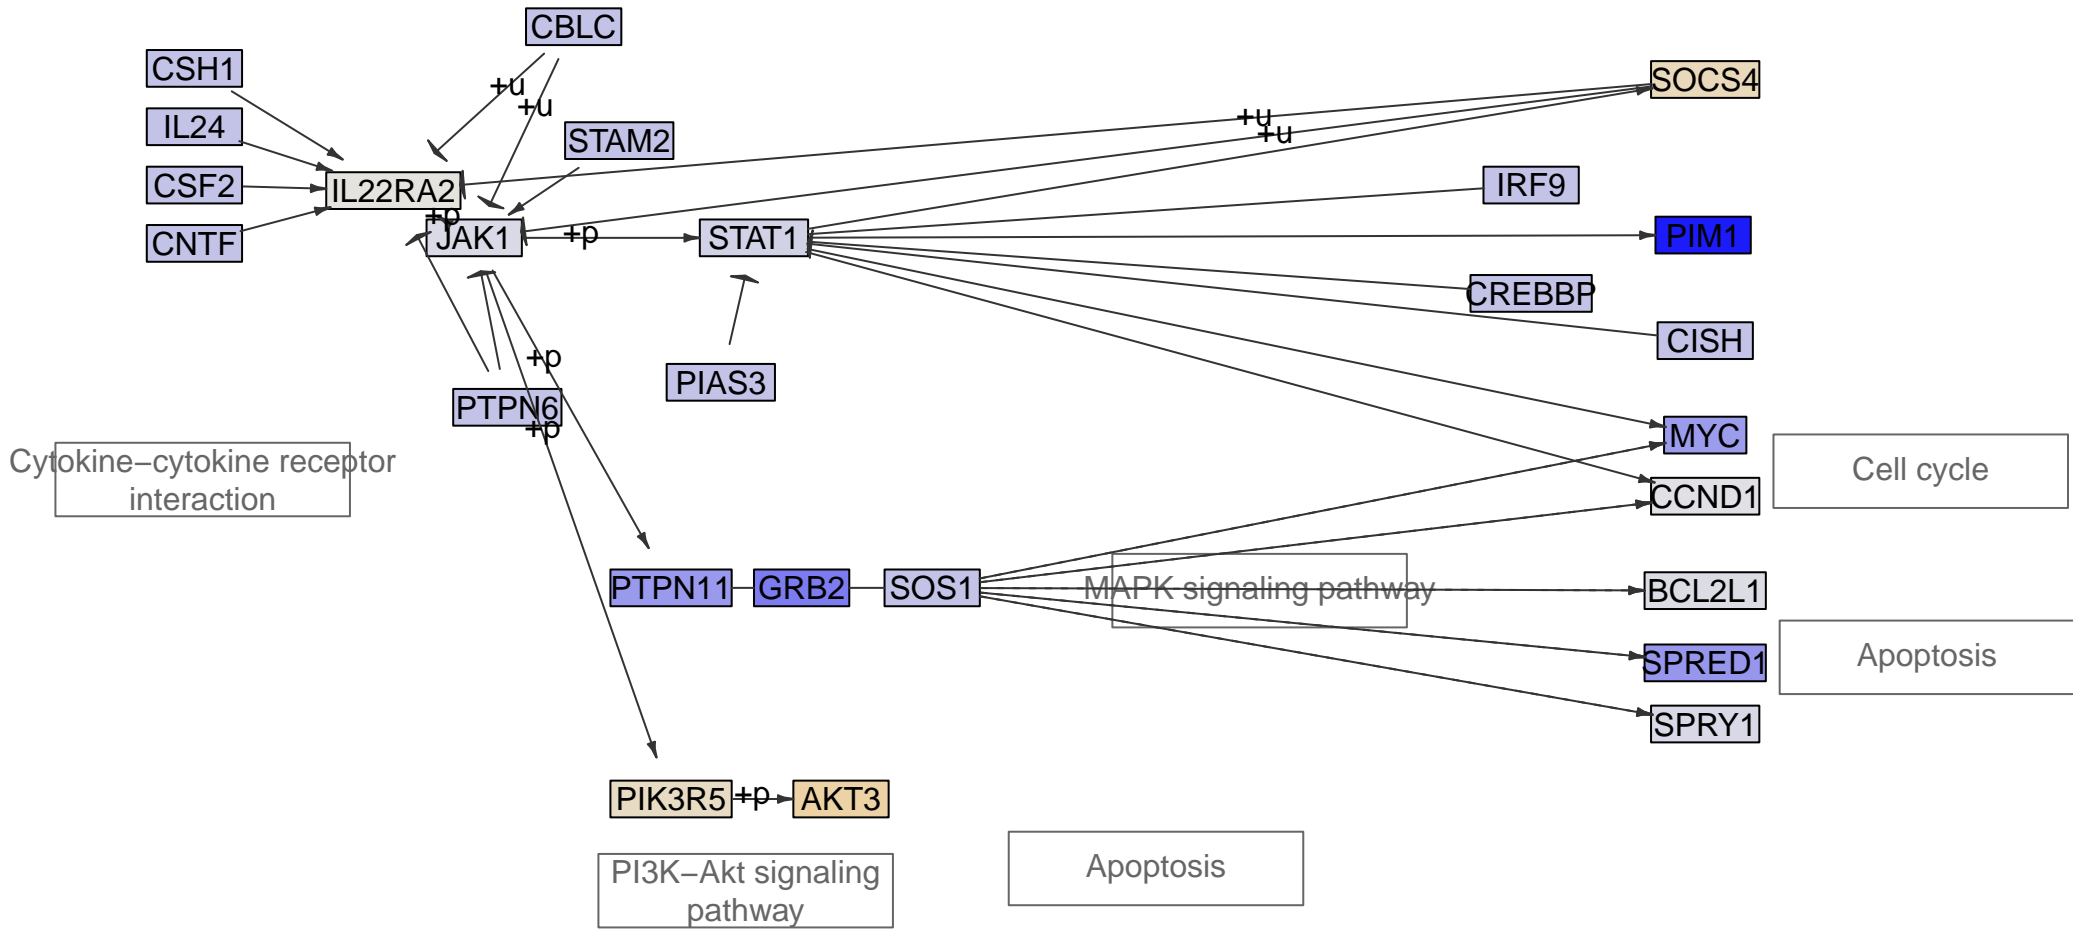 CBLC
CSH1
+u
SOCS4
+u
IL24
+u
+u
STAM2
CSF2
IL22RA2
IRF9
+p
CNTF
JAK1
+p
STAT1
PIM1
CREBBP
CISH
+p
PIAS3
PTPN6
+p
MYC
Cytokine−cytokine receptor
interaction
Cell cycle
CCND1
PTPN11
GRB2
SOS1
MAPK signaling pathway
BCL2L1
SPRED1
Apoptosis
SPRY1
PIK3R5
+p
AKT3
PI3K−Akt signaling
pathway
Apoptosis